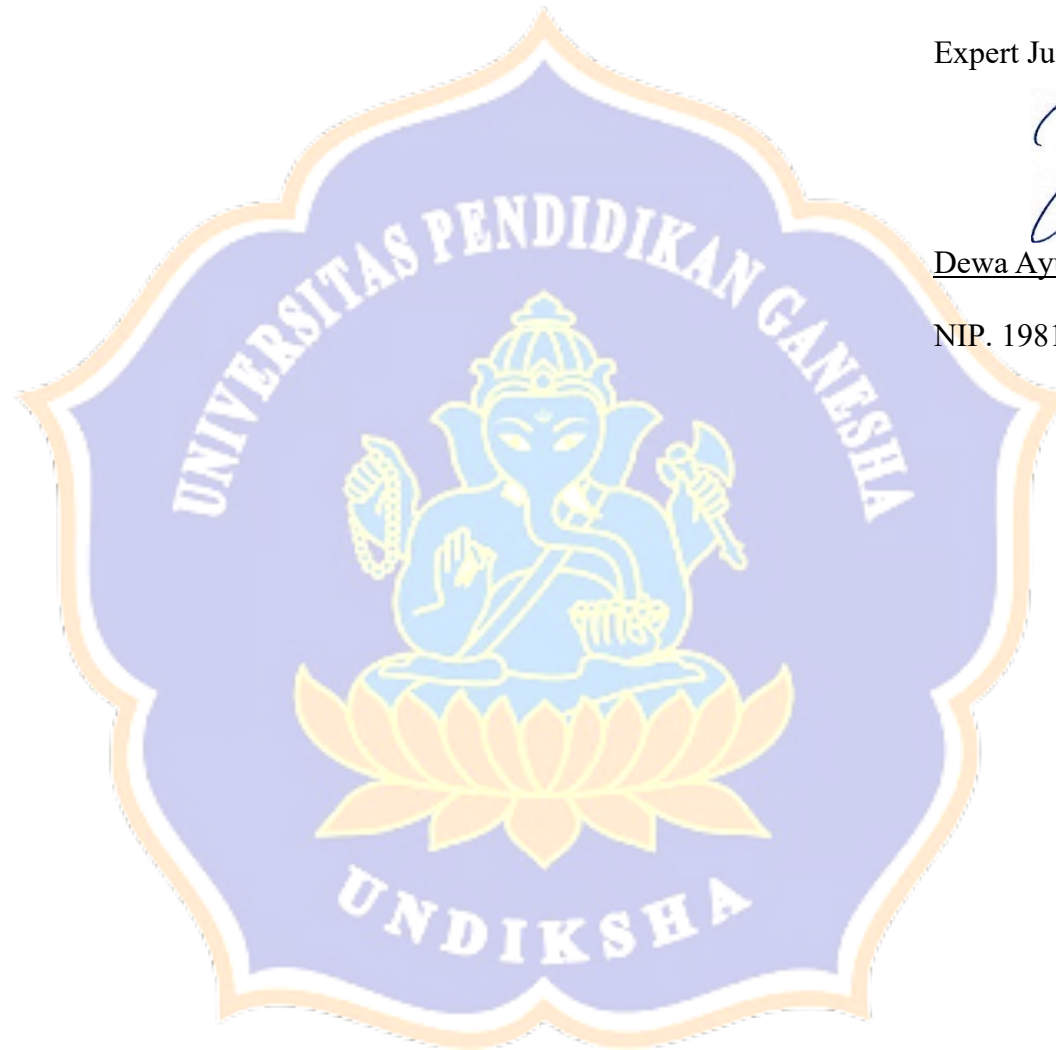 Expert Ju
Dewa Ay
NIP. 1981
UNIVERSITAS PENDIDIKAN GANESHA
UNDIKSHA